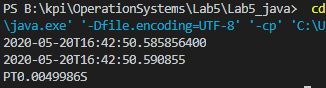 PS B:\kpi\OperationSystems\Lab5\Lab5_java> cd
\java.exe' '-Dfile.encoding=UTF-8' '-cp' 'C:\U
2020-05-20T16:42:50.585856400
2020-05-20T16:42:50.590855
PT0.0049986S